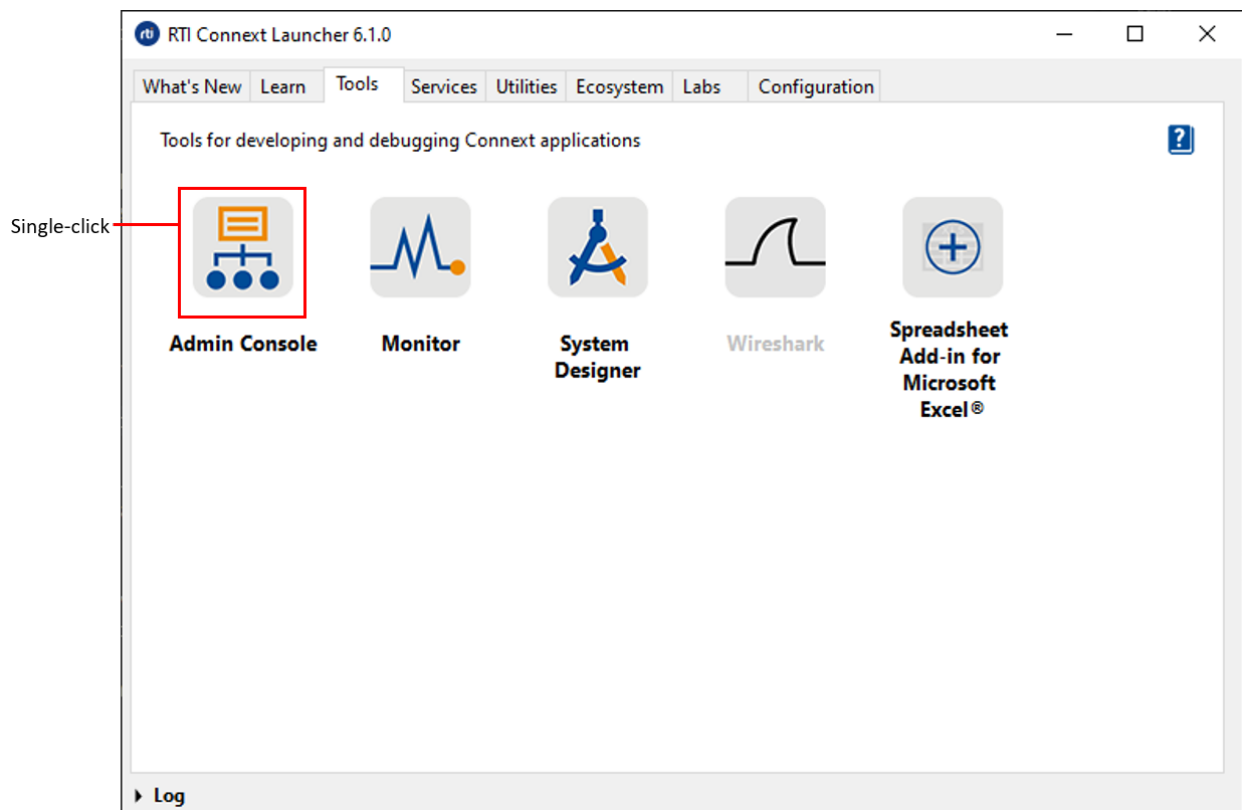 rti RTI Connext Launcher 6.1.0
What's New Learn Tools Services Utilities Ecosystem Labs Configuration
Tools for developing and debugging Connext applications
?
Single-click
Admin Console
Monitor
System
Designer
Wireshark
Spreadsheet
Add-in for
Microsoft
Excel®
Log